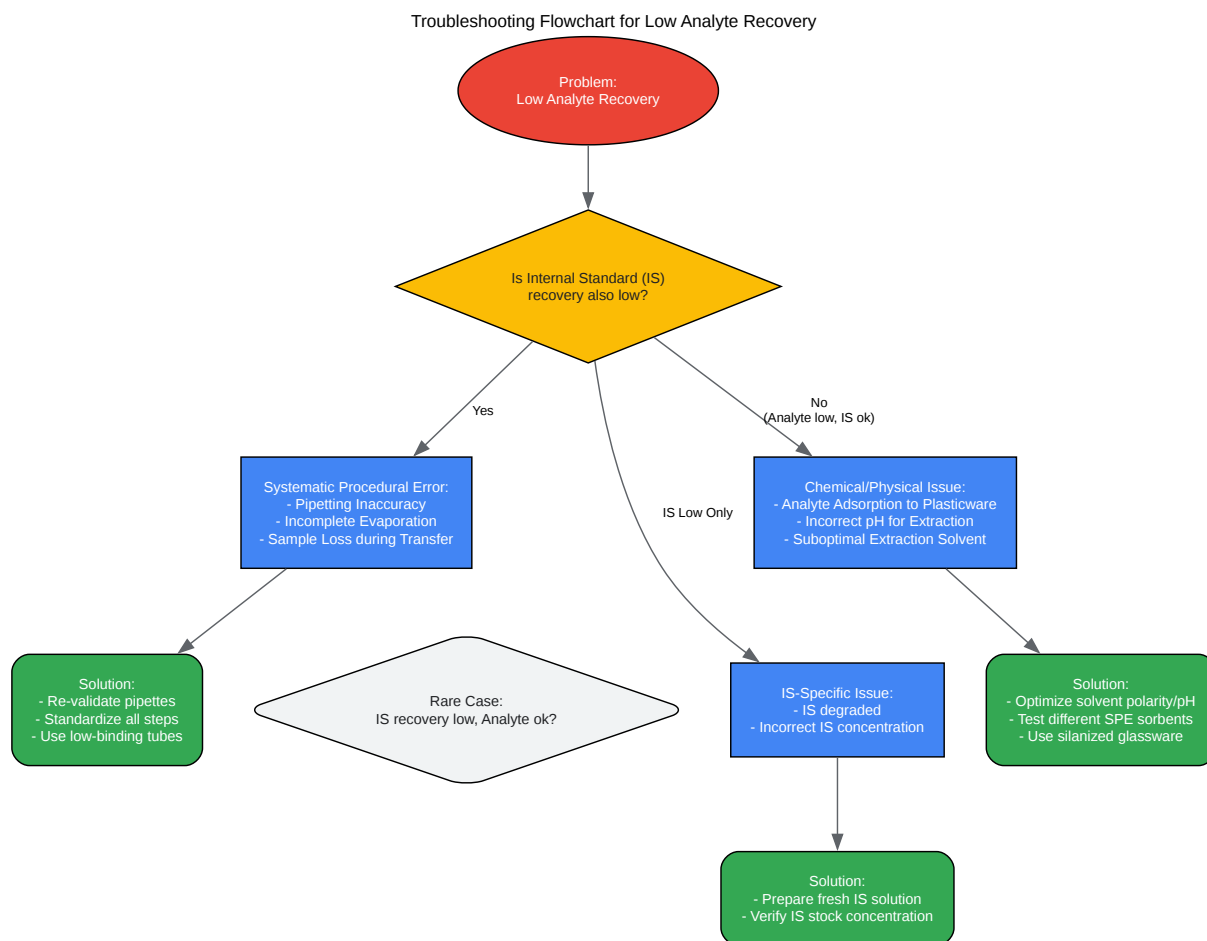 Troubleshooting Flowchart for Low Analyte Recovery
Problem:
Low Analyte Recovery
Is Internal Standard (IS)
recovery also low?
Yes
No
(Analyte low, IS ok)
IS Low Only
Systematic Procedural Error:
- Pipetting Inaccuracy
- Incomplete Evaporation
- Sample Loss during Transfer
Chemical/Physical Issue:
- Analyte Adsorption to Plasticware
- Incorrect pH for Extraction
- Suboptimal Extraction Solvent
Solution:
- Re-validate pipettes
- Standardize all steps
- Use low-binding tubes
Rare Case:
IS recovery low, Analyte ok?
IS-Specific Issue:
- IS degraded
- Incorrect IS concentration
Solution:
- Optimize solvent polarity/pH
- Test different SPE sorbents
- Use silanized glassware
Solution:
- Prepare fresh IS solution
- Verify IS stock concentration